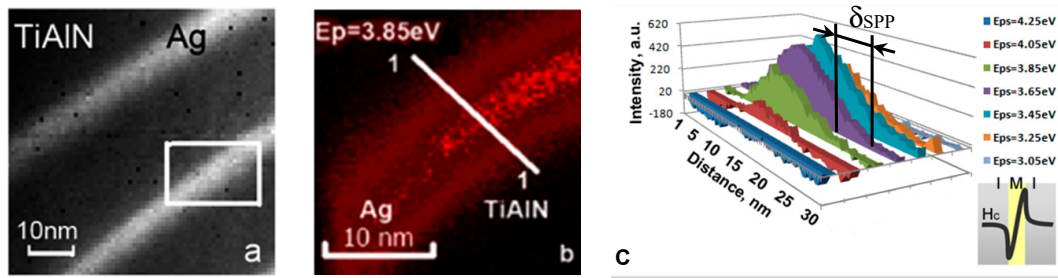 TiAlN
Ag
10nm
a
Ep=3.85eV
1
1
Ag
TiAlN
10 nm
b
δSPP
Intensity, a.u.
620
420
220
20
-180
1
5
10
15
20
25
30
Distance, nm
Eps=4.25eV
Eps=4.05eV
Eps=3.85eV
Eps=3.65eV
Eps=3.45eV
Eps=3.25eV
Eps=3.05eV
I M I
Hc
c